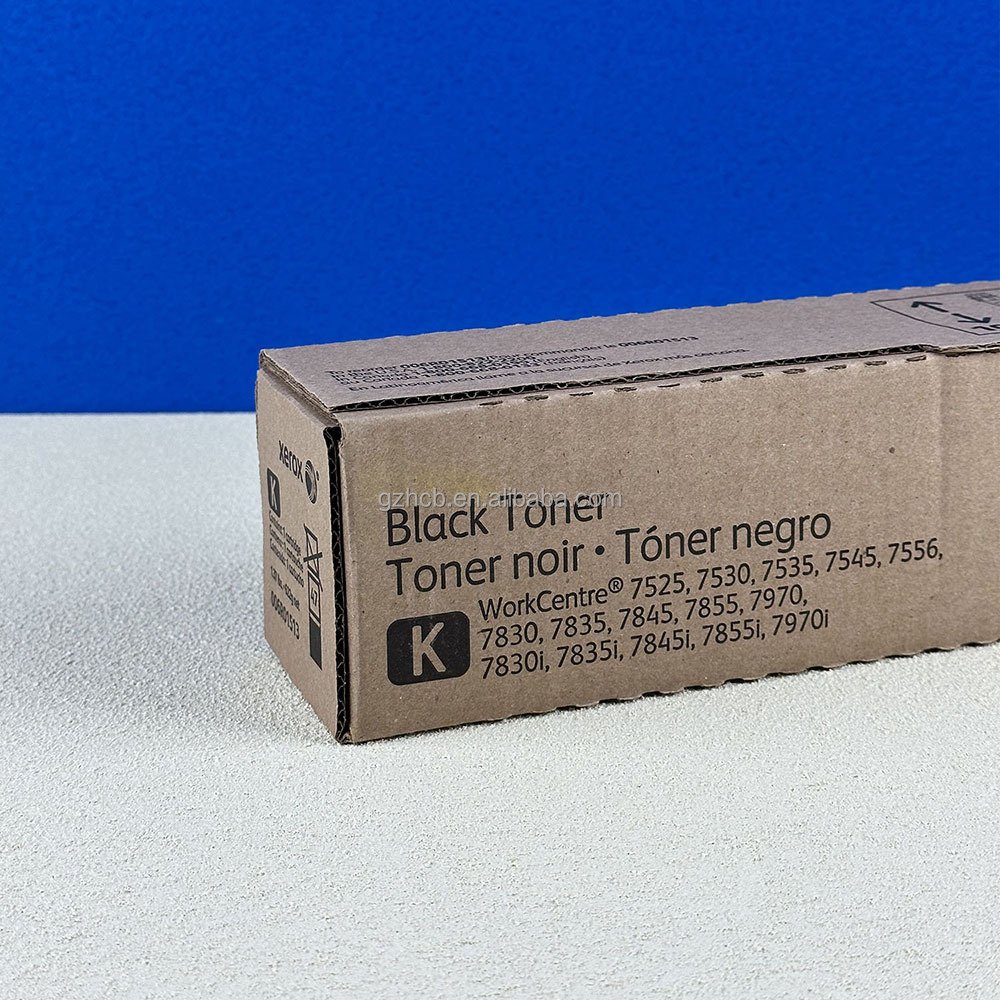 006R01513
xerox
K
006R01513
gzhcb.en.alibaba.com
Black Toner
Toner noir • Tóner negro
K
WorkCentre® 7525, 7530, 7535, 7545, 7556,
7830, 7835, 7845, 7855, 7970,
7830i, 7835i, 7845i, 7855i, 7970i